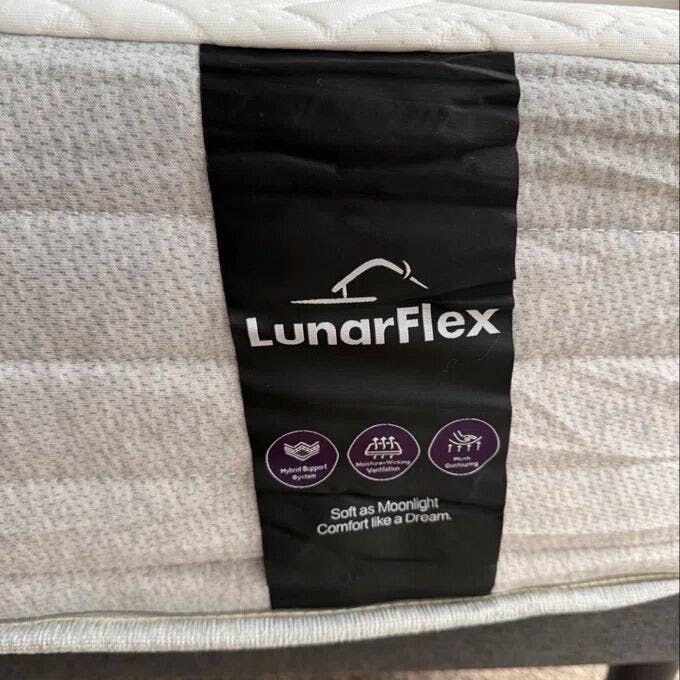 LunarFlex
Hybrid Support
System
Moisture-Wicking
Ventilation
Plush
Contouring
Soft as Moonlight
Comfort like a Dream.